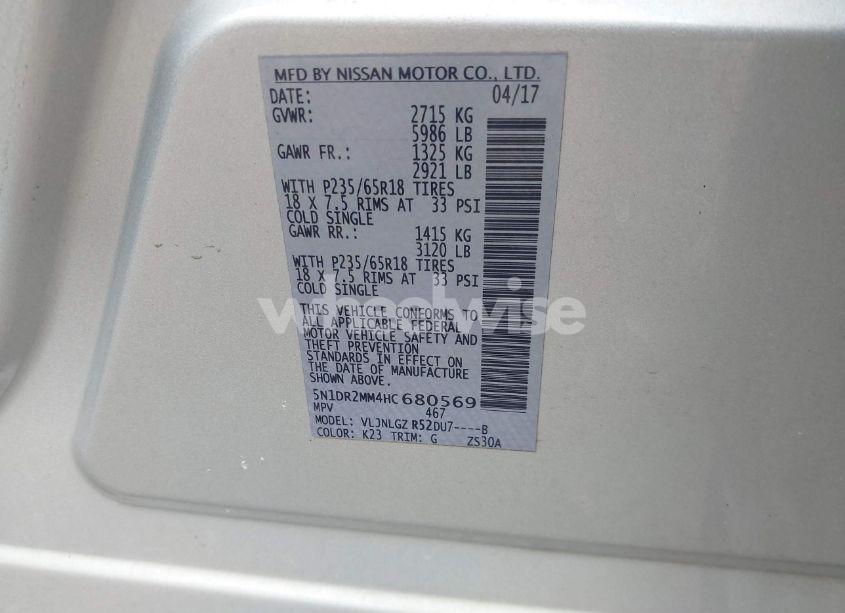 MFD BY NISSAN MOTOR CO., LTD.
DATE: 04/17
GVWR: 2715 KG
5986 LB
GAWR FR.: 1325 KG
2921 LB
WITH P235/65R18 TIRES
18 X 7.5 RIMS AT 33 PSI
COLD SINGLE
GAWR RR.: 1415 KG
3120 LB
WITH P235/65R18 TIRES
18 X 7.5 RIMS AT 33 PSI
COLD SINGLE
wheelwise
THIS VEHICLE CONFORMS TO
ALL APPLICABLE FEDERAL
MOTOR VEHICLE SAFETY AND
THEFT PREVENTION
STANDARDS IN EFFECT ON
THE DATE OF MANUFACTURE
SHOWN ABOVE.
5N1DR2MM4HC680569
MPV 467
MODEL: VLJNLGZ R52DU7----B
COLOR: K23 TRIM: G ZS30A